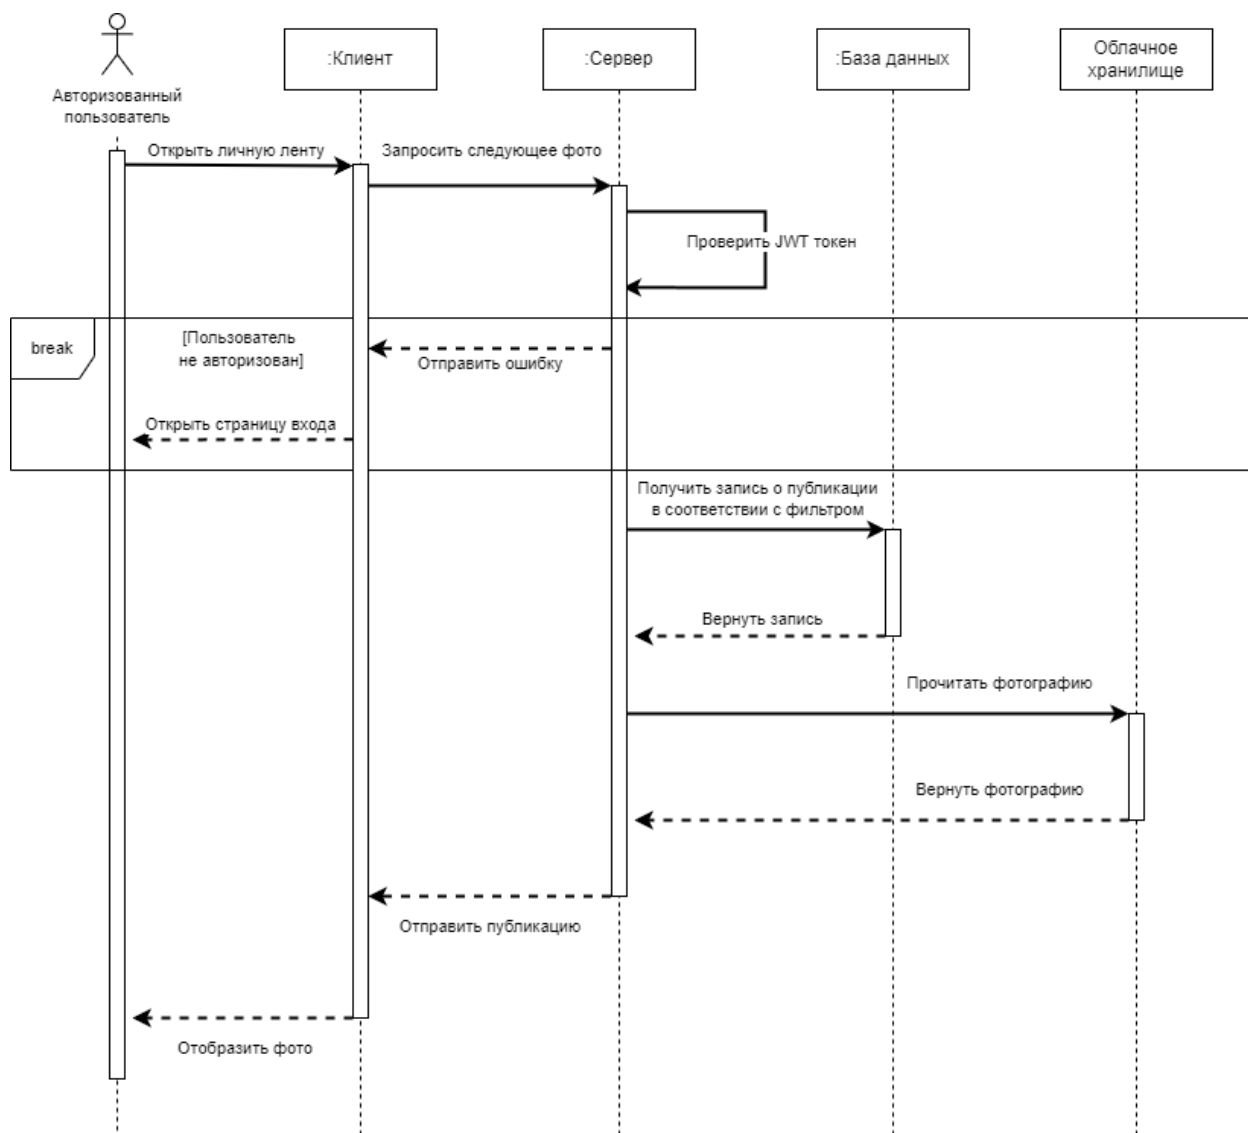 Авторизованный
пользователь
:Клиент
:Сервер
:База данных
Облачное
хранилище
Открыть личную ленту
Запросить следующее фото
Проверить JWT токен
break
[Пользователь
не авторизован]
Отправить ошибку
Открыть страницу входа
Получить запись о публикации
в соответствии с фильтром
Вернуть запись
Прочитать фотографию
Вернуть фотографию
Отправить публикацию
Отобразить фото